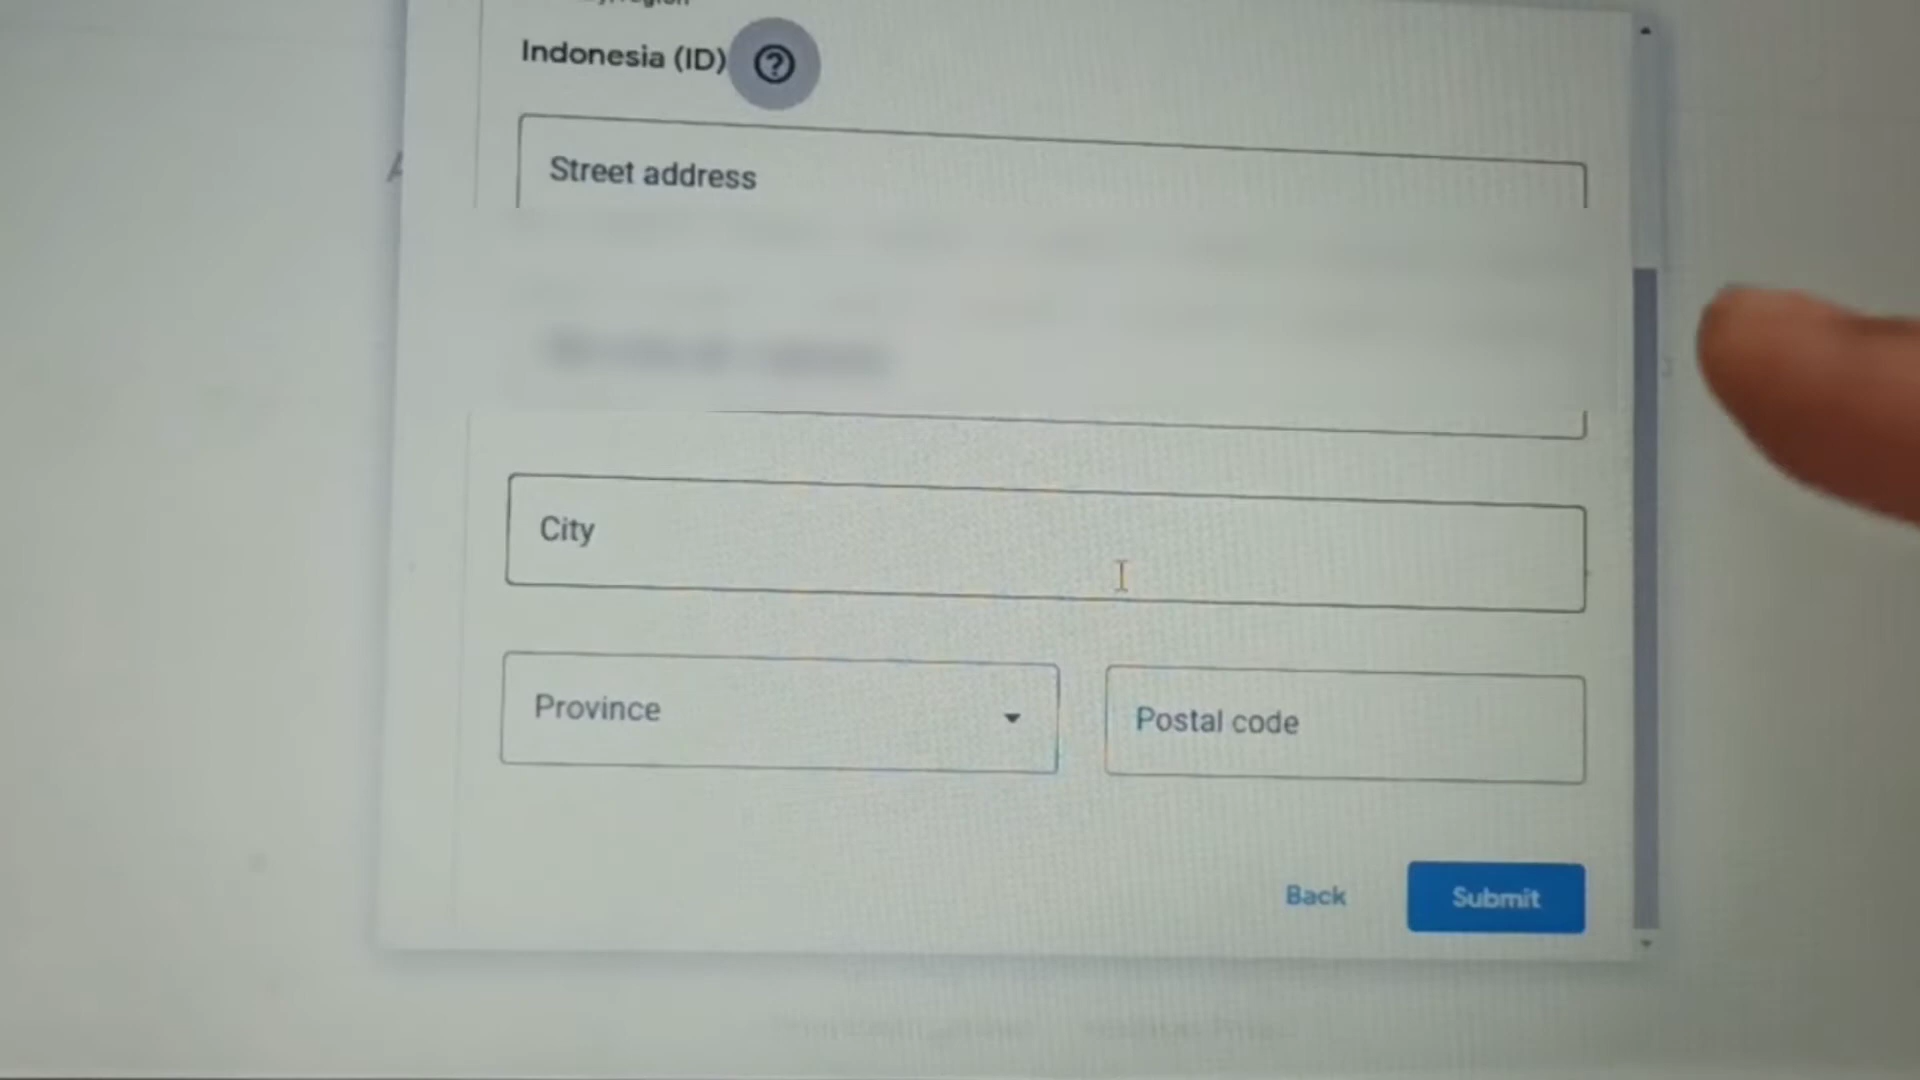 Indonesia (ID)
Street address
City
Province
Postal code
Back
Submit